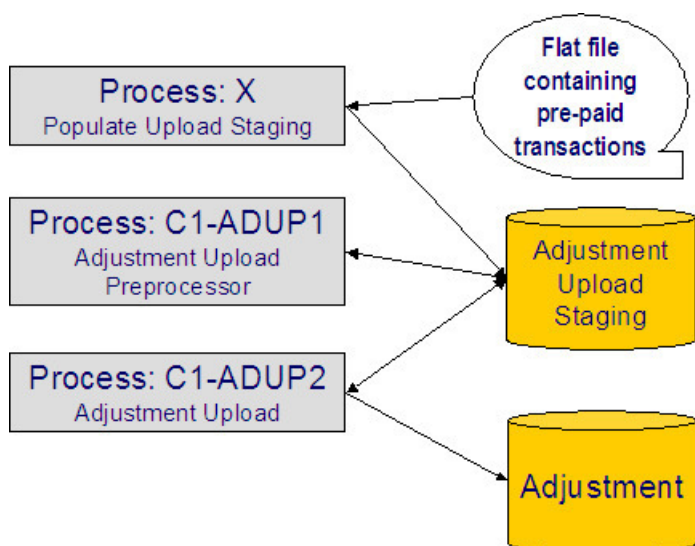 Process: X
Populate Upload Staging
Flat file
containing
pre-paid
transactions
Process: C1-ADUP1
Adjustment Upload
Preprocessor
Adjustment
Upload
Staging
Process: C1-ADUP2
Adjustment Upload
Adjustment